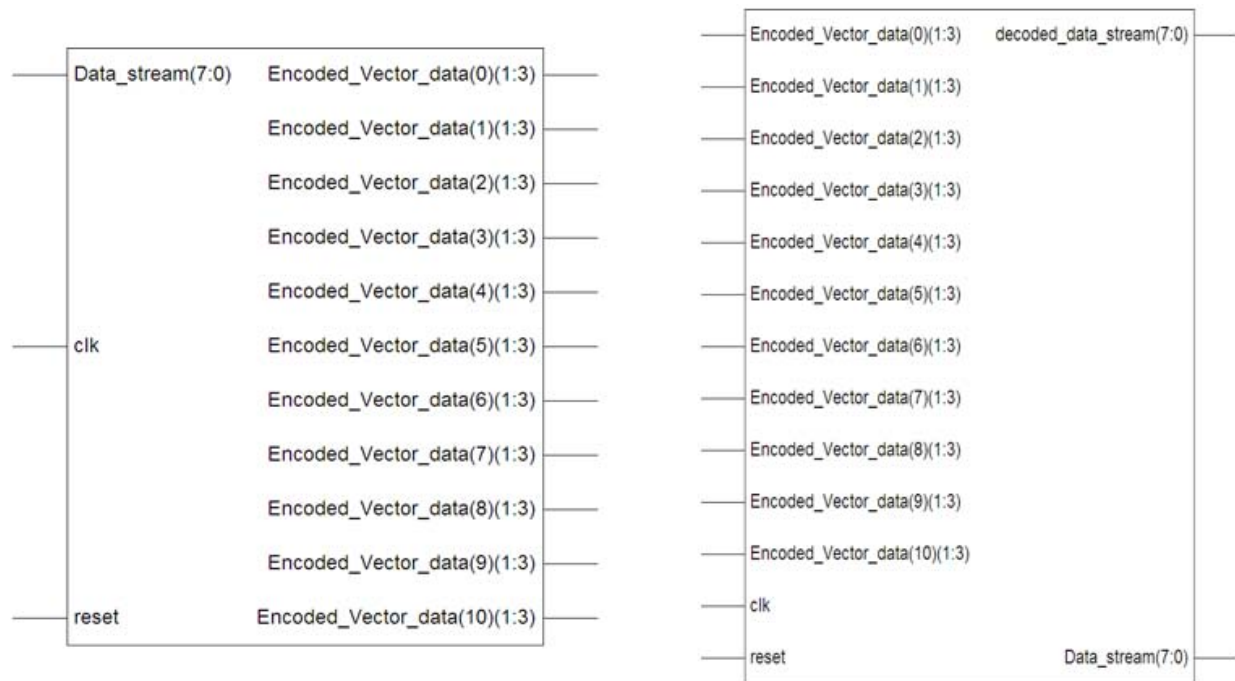 Data_stream(7:0) Encoded_Vector_data(0)(1:3)
Encoded_Vector_data(1)(1:3)
Encoded_Vector_data(2)(1:3)
Encoded_Vector_data(3)(1:3)
Encoded_Vector_data(4)(1:3)
clk Encoded_Vector_data(5)(1:3)
Encoded_Vector_data(6)(1:3)
Encoded_Vector_data(7)(1:3)
Encoded_Vector_data(8)(1:3)
Encoded_Vector_data(9)(1:3)
reset Encoded_Vector_data(10)(1:3)
Encoded_Vector_data(0)(1:3) decoded_data_stream(7:0)
Encoded_Vector_data(1)(1:3)
Encoded_Vector_data(2)(1:3)
Encoded_Vector_data(3)(1:3)
Encoded_Vector_data(4)(1:3)
Encoded_Vector_data(5)(1:3)
Encoded_Vector_data(6)(1:3)
Encoded_Vector_data(7)(1:3)
Encoded_Vector_data(8)(1:3)
Encoded_Vector_data(9)(1:3)
Encoded_Vector_data(10)(1:3)
clk
reset Data_stream(7:0)